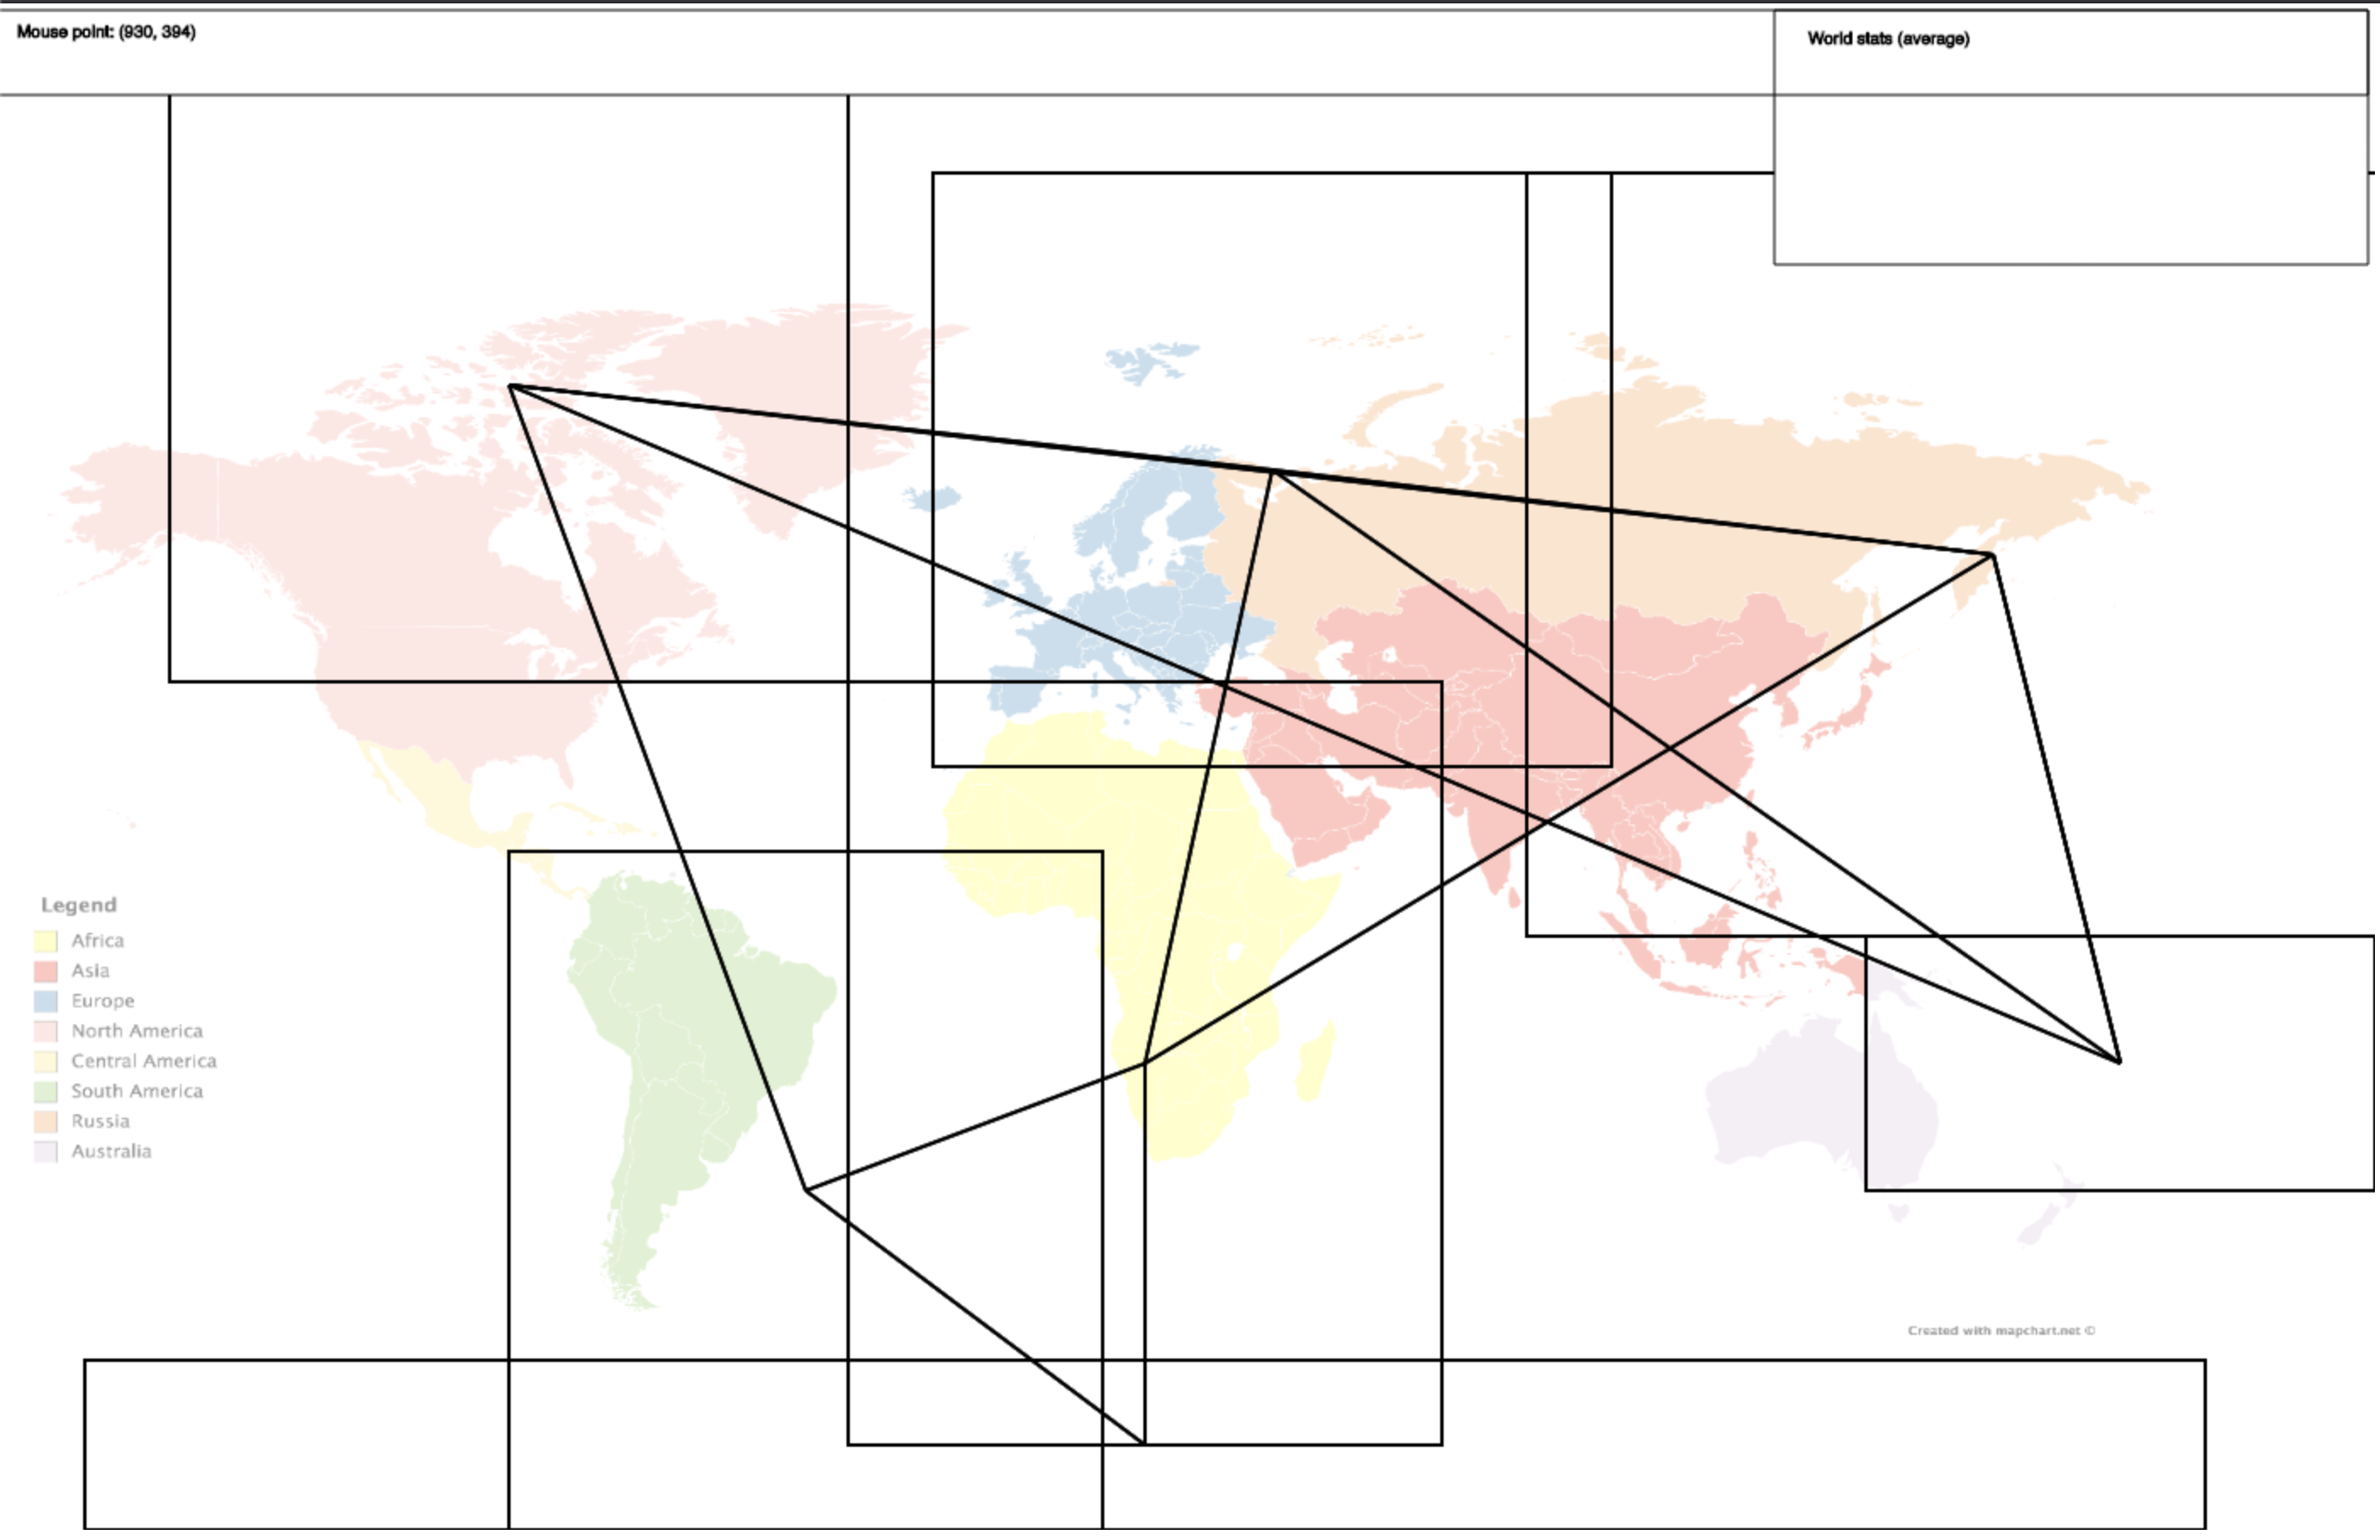 Mouse point: (930, 394)
World stats (average)
Legend
Africa
Asia
Europe
North America
Central America
South America
Russia
Australia
Created with mapchart.net ©